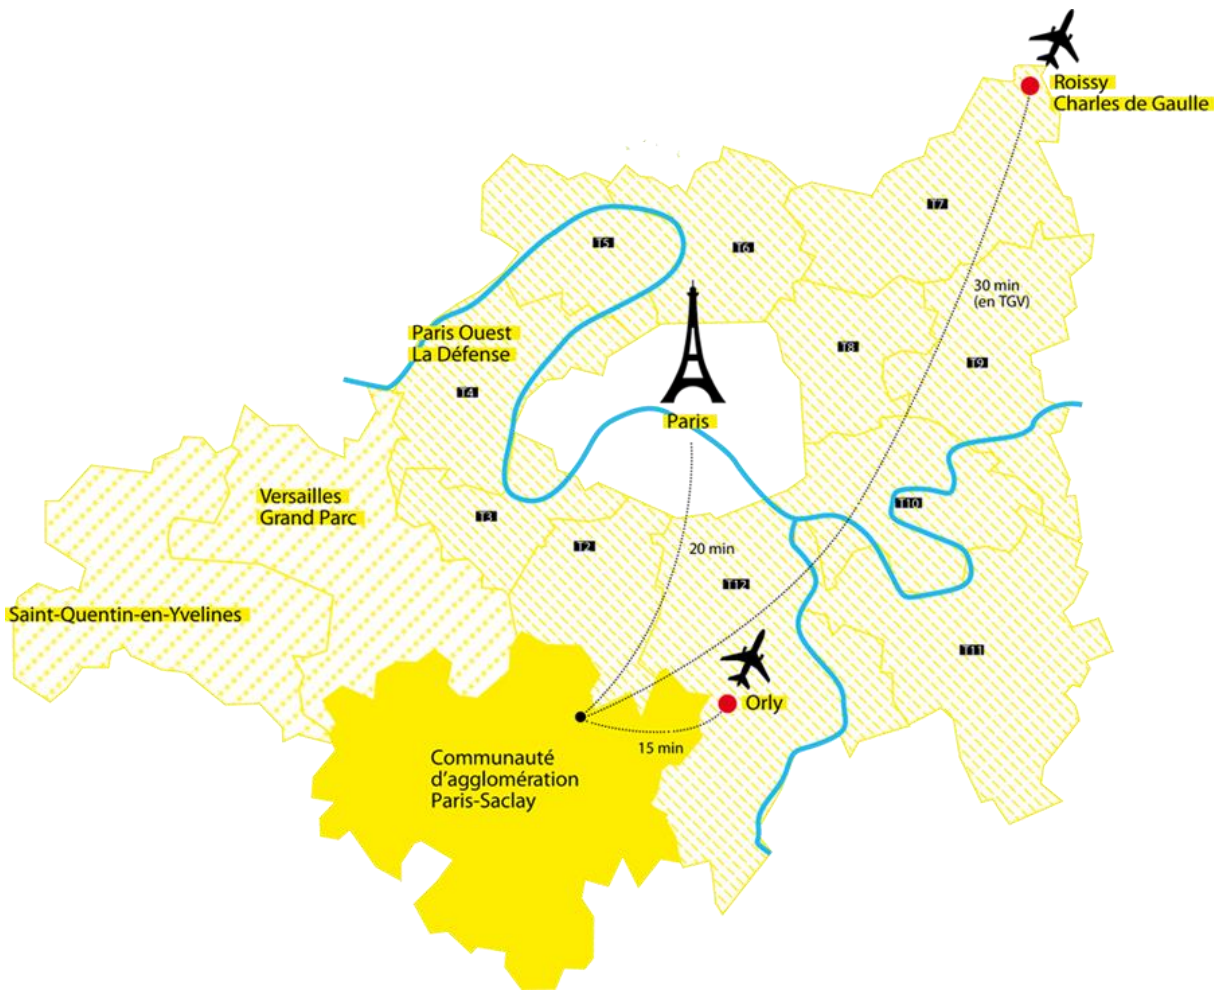 Roissy
Charles de Gaulle
T7
T5
T6
30 min
(en TGV)
Paris Ouest
La Défense
T8
T9
T4
Paris
Versailles
Grand Parc
T10
T3
T2
20 min
T12
Saint-Quentin-en-Yvelines
T11
Orly
15 min
Communauté
d'agglomération
Paris-Saclay